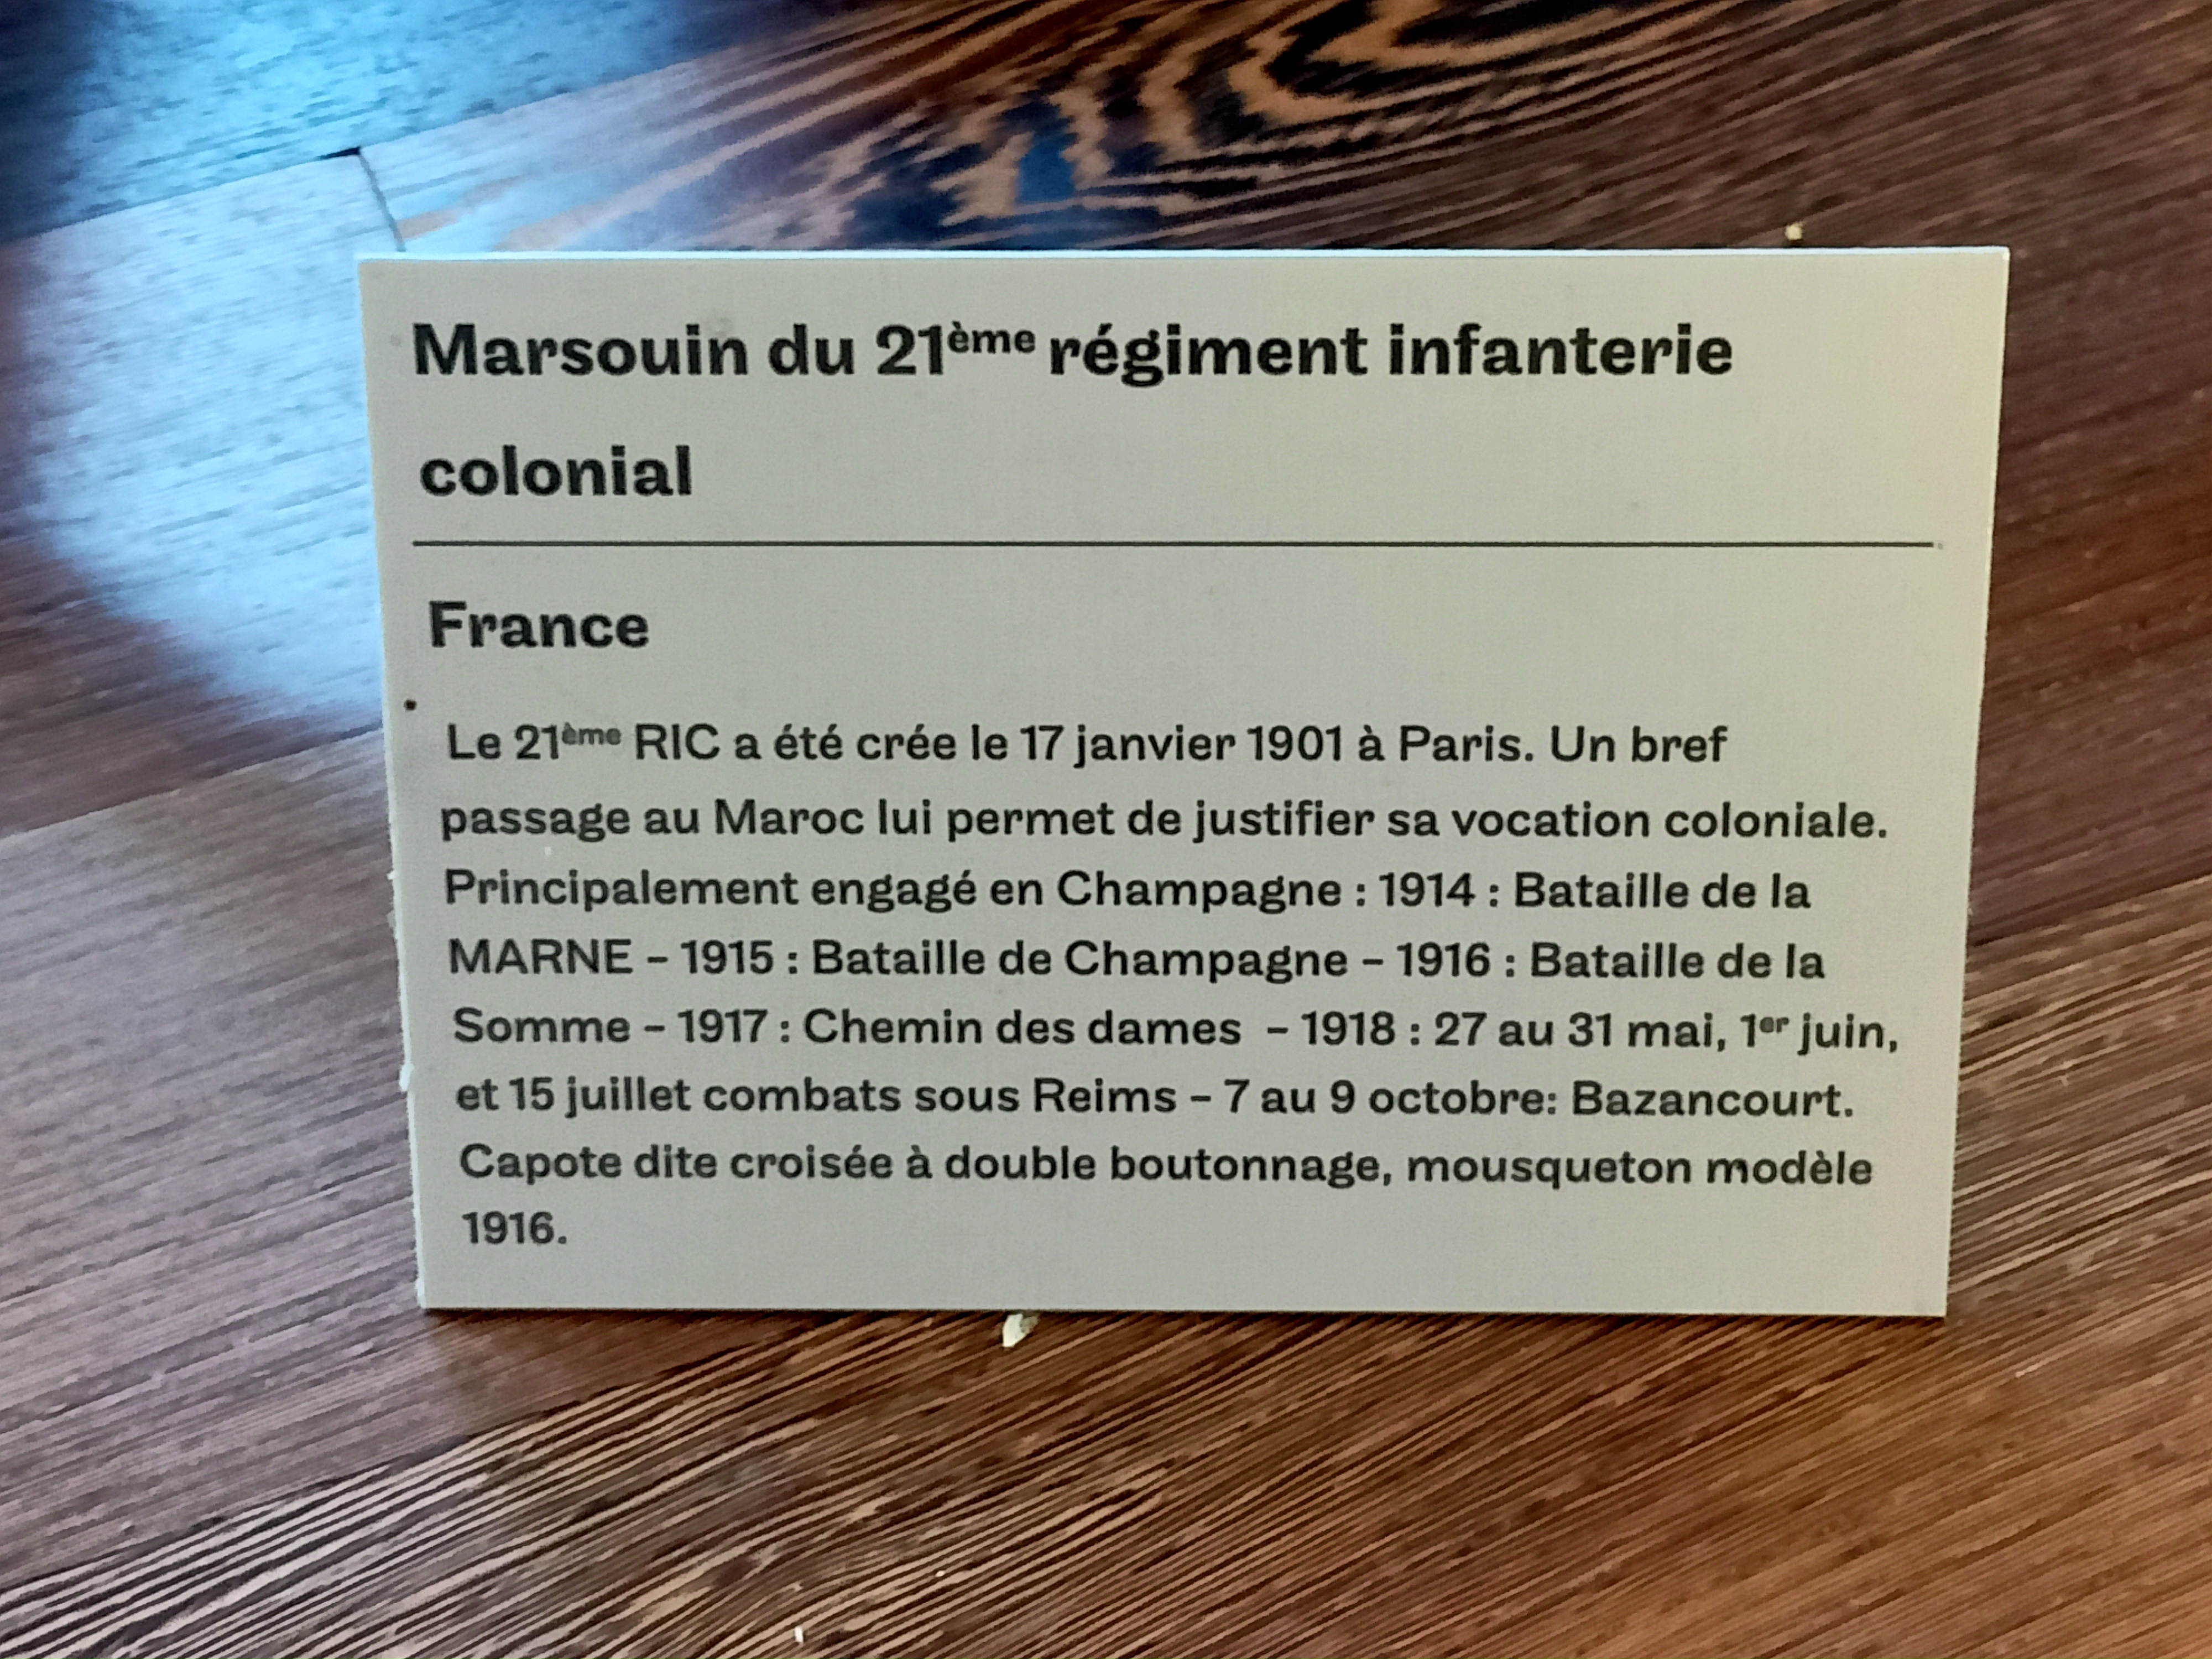 Marsouin du 21ème régiment infanterie
colonial
France
Le 21ème RIC a été crée le 17 janvier 1901 à Paris. Un bref
passage au Maroc lui permet de justifier sa vocation coloniale.
Principalement engagé en Champagne : 1914 : Bataille de la
MARNE – 1915 : Bataille de Champagne – 1916 : Bataille de la
Somme – 1917 : Chemin des dames – 1918 : 27 au 31 mai, 1er juin,
et 15 juillet combats sous Reims – 7 au 9 octobre: Bazancourt.
Capote dite croisée à double boutonnage, mousqueton modèle
1916.